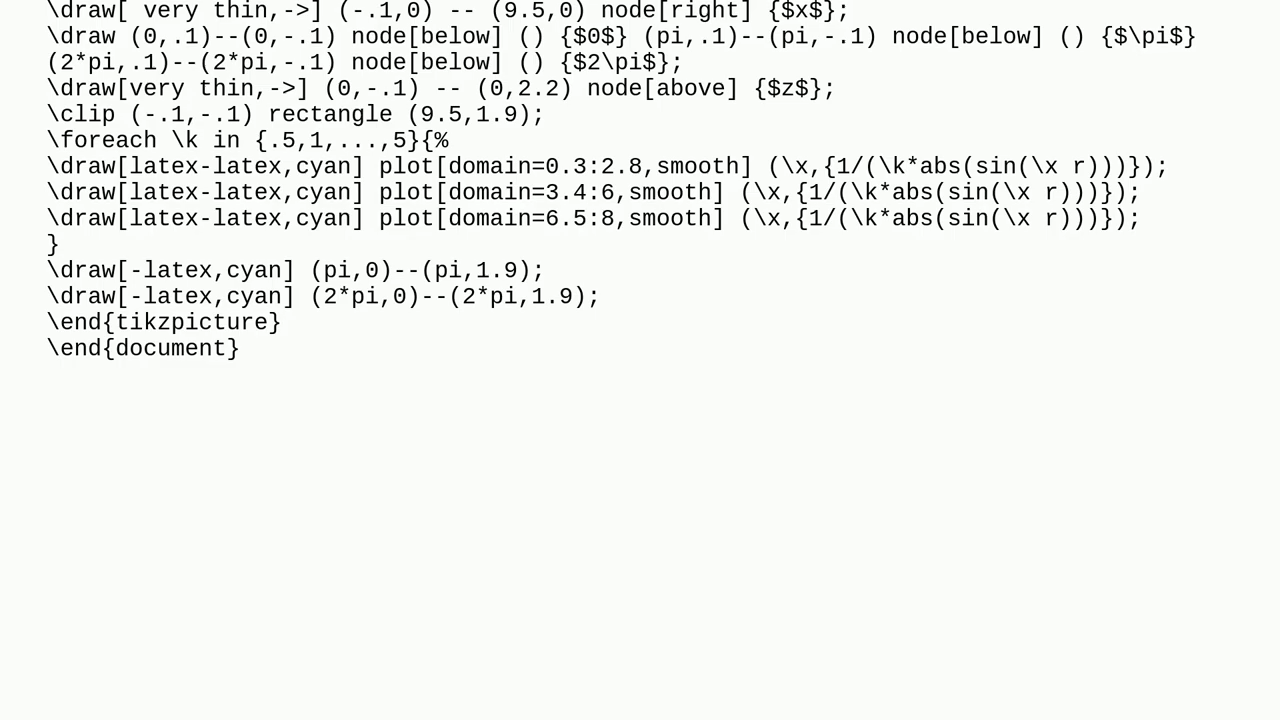 \draw[ very thin,->] (-.1,0) -- (9.5,0) node[right] {$x$};
\draw (0,.1)--(0,-.1) node[below] () {$0$} (pi,.1)--(pi,-.1) node[below] () {$\pi$}
(2*pi,.1)--(2*pi,-.1) node[below] () {$2\pi$};
\draw[very thin,->] (0,-.1) -- (0,2.2) node[above] {$z$};
\clip (-.1,-.1) rectangle (9.5,1.9);
\foreach \k in {.5,1,...,5}{%
\draw[latex-latex,cyan] plot[domain=0.3:2.8,smooth] (\x,{1/(\k*abs(sin(\x r)))});
\draw[latex-latex,cyan] plot[domain=3.4:6,smooth] (\x,{1/(\k*abs(sin(\x r)))});
\draw[latex-latex,cyan] plot[domain=6.5:8,smooth] (\x,{1/(\k*abs(sin(\x r)))});
}
\draw[-latex,cyan] (pi,0)--(pi,1.9);
\draw[-latex,cyan] (2*pi,0)--(2*pi,1.9);
\end{tikzpicture}
\end{document}